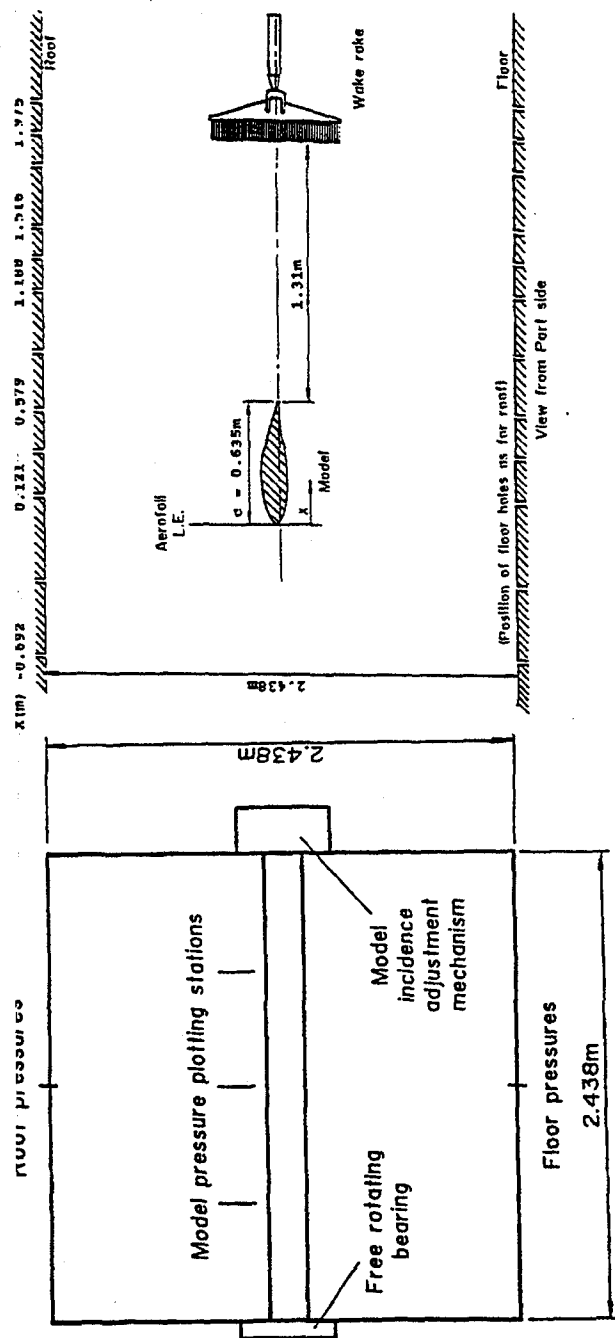 Roof pressures
Model pressure plotting stations
Free rotating
bearing
Model
incidence
adjustment
mechanism
Floor pressures
2.438m
2.438m
X(m) -0.692 0.121 0.579 1.188 1.516 1.975
Roof
Aerofoil
L.E.
c = 0.635m
x
Model
1.31m
Wake rake
2.438m
(Position of floor holes as for roof)
Floor
View from Port side